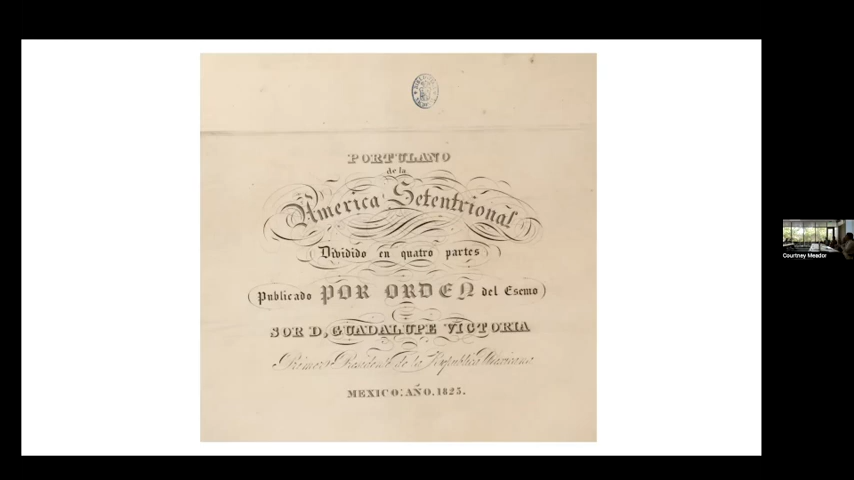 PORTULANO
de la
America Setentrional
Dividido en quatro partes
Publicado POR ORDEN del Esemo
SOR D, GUADALUPE VICTORIA
Primero Presidente de la Republica Mexicana
MEXICO: AÑO, 1825.
Courtney Meador